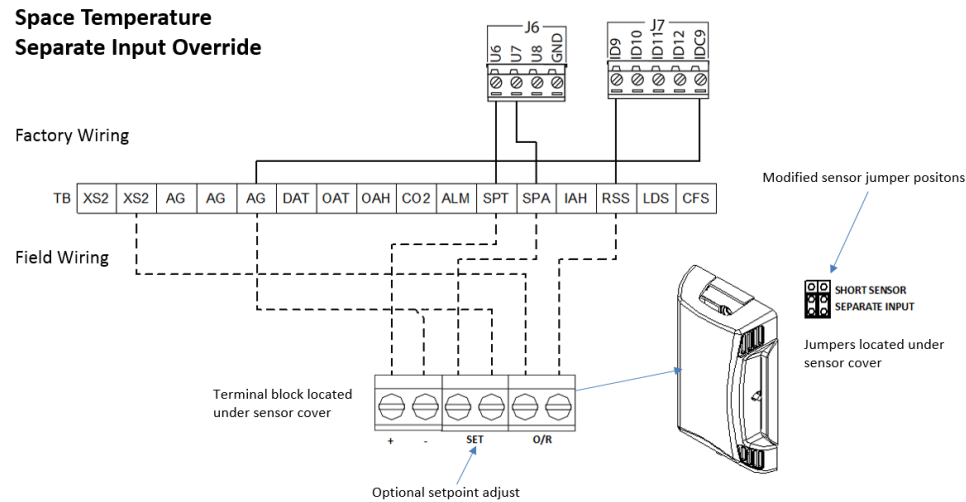 Space Temperature
Separate Input Override
J6
J7
U6
U7
U8
GND
ID9
ID10
ID11
ID12
IDC9
Factory Wiring
Modified sensor jumper positons
TB XS2 XS2 AG AG AG DAT OAT OAH CO2 ALM SPT SPA IAH RSS LDS CFS
Field Wiring
SHORT SENSOR
SEPARATE INPUT
Jumpers located under
sensor cover
Terminal block located
under sensor cover
+ - SET O/R
Optional setpoint adjust